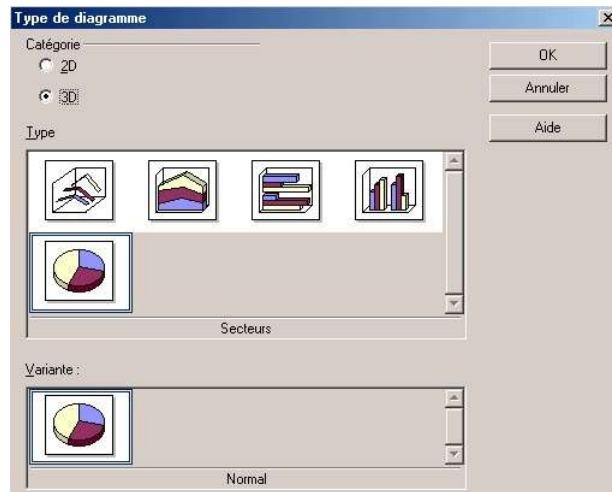 Type de diagramme
Catégorie
2D
3D
OK
Annuler
Aide
Type
Secteurs
Variante :
Normal